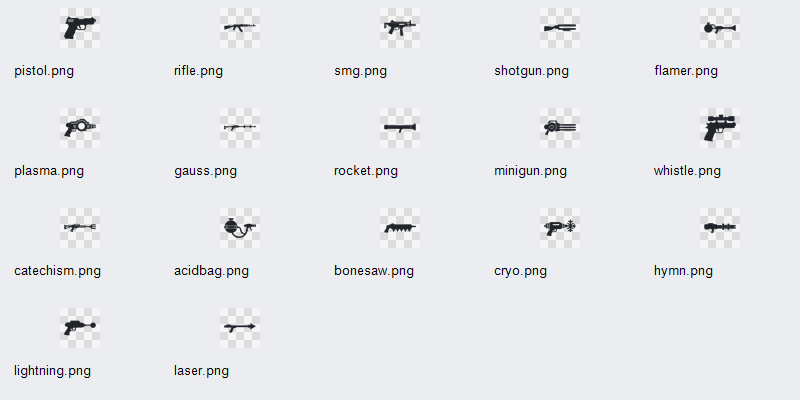 pistol.png
rifle.png
smg.png
shotgun.png
flamer.png
plasma.png
gauss.png
rocket.png
minigun.png
whistle.png
catechism.png
acidbag.png
bonesaw.png
cryo.png
hymn.png
lightning.png
laser.png